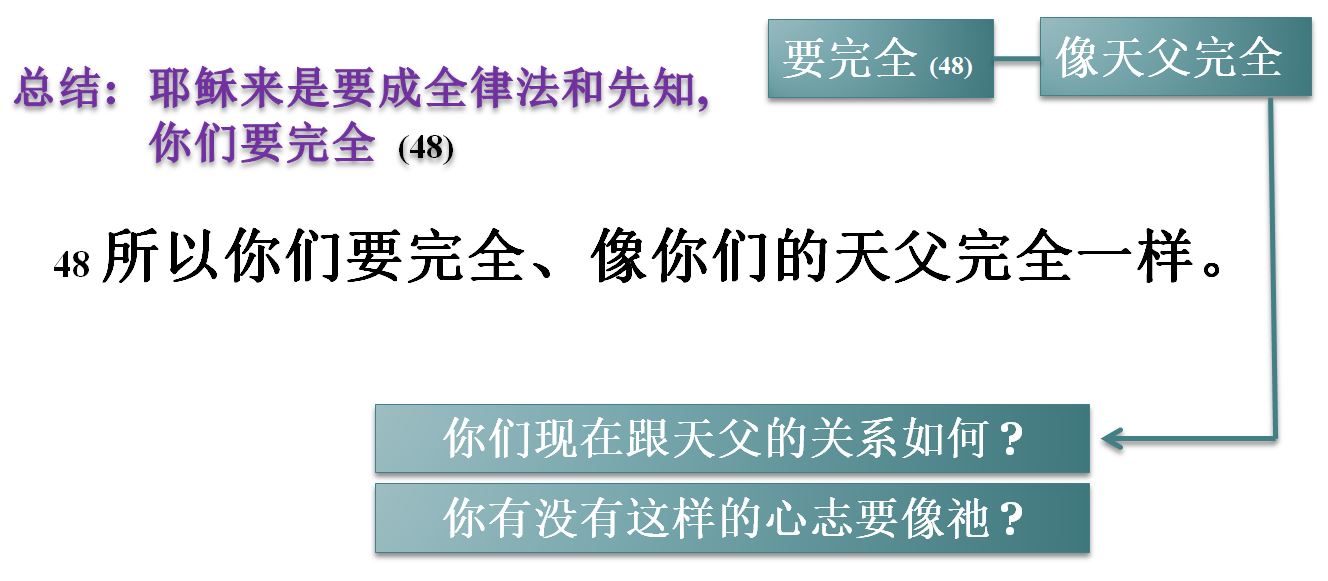 要完全 (48)
像天父完全
总结：耶稣来是要成全律法和先知,
你们要完全 (48)
48 所以你们要完全、像你们的天父完全一样。
你们现在跟天父的关系如何？
你有没有这样的心志要像祂？